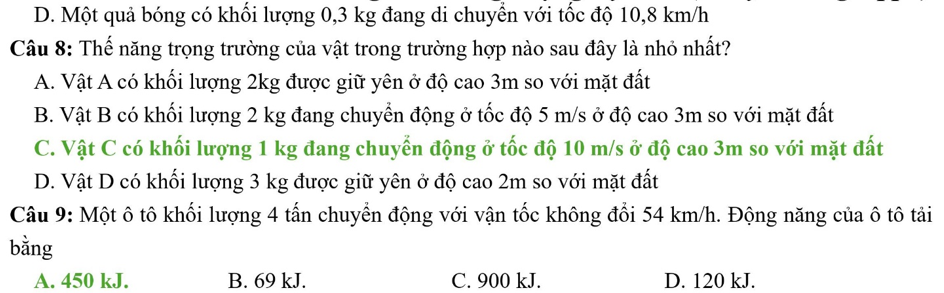 D. Một quả bóng có khối lượng 0,3 kg đang di chuyển với tốc độ 10,8 km/h
Câu 8: Thế năng trọng trường của vật trong trường hợp nào sau đây là nhỏ nhất?
A. Vật A có khối lượng 2kg được giữ yên ở độ cao 3m so với mặt đất
B. Vật B có khối lượng 2 kg đang chuyển động ở tốc độ 5 m/s ở độ cao 3m so với mặt đất
C. Vật C có khối lượng 1 kg đang chuyển động ở tốc độ 10 m/s ở độ cao 3m so với mặt đất
D. Vật D có khối lượng 3 kg được giữ yên ở độ cao 2m so với mặt đất
Câu 9: Một ô tô khối lượng 4 tấn chuyển động với vận tốc không đổi 54 km/h. Động năng của ô tô tải
bằng
A. 450 kJ. B. 69 kJ. C. 900 kJ. D. 120 kJ.